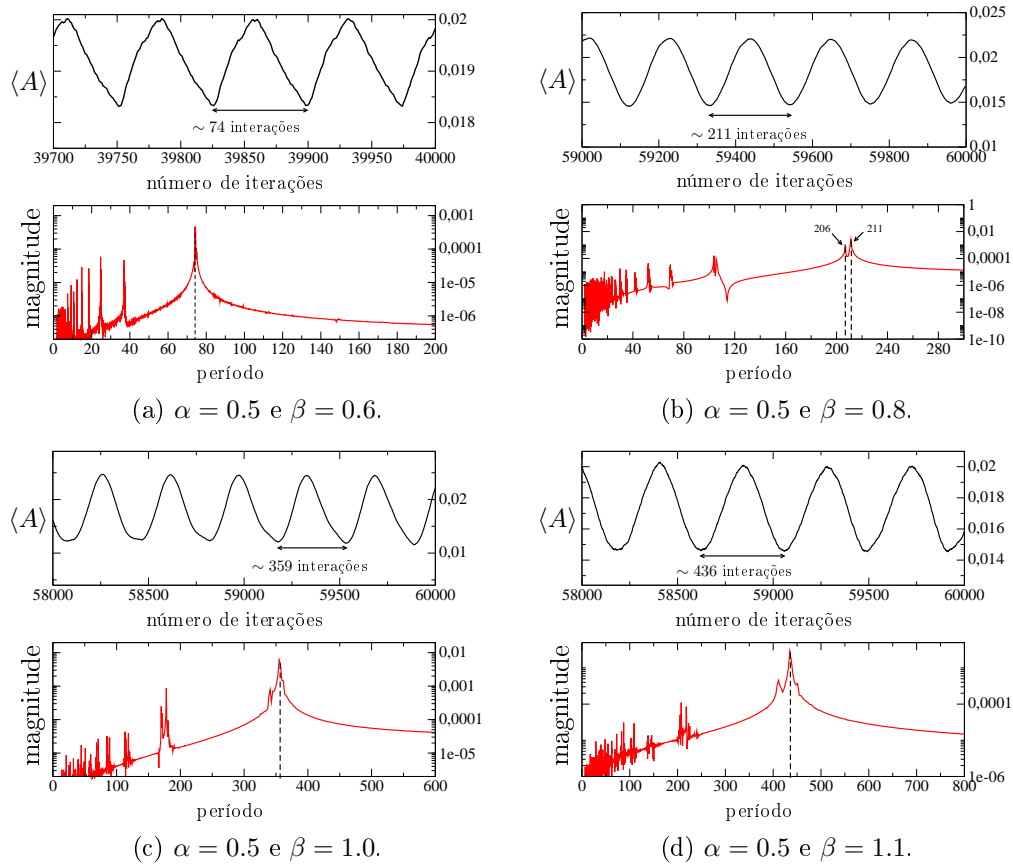 0,02
0,019
0,018
⟨A⟩
∼ 74 interações
39700 39750 39800 39850 39900 39950 40000
número de iterações
0,001
0,0001
1e-05
1e-06
magnitude
0 20 40 60 80 100 120 140 160 180 200
período
(a) α = 0.5 e β = 0.6.
0,025
0,02
0,015
0,01
⟨A⟩
∼ 211 interações
59000 59200 59400 59600 59800 60000
número de iterações
1
0,01
0,0001
1e-06
1e-08
1e-10
206 211
magnitude
0 40 80 120 160 200 240 280
período
(b) α = 0.5 e β = 0.8.
0,02
0,01
⟨A⟩
∼ 359 interações
58000 58500 59000 59500 60000
número de iterações
0,01
0,001
0,0001
1e-05
magnitude
0 100 200 300 400 500 600
período
(c) α = 0.5 e β = 1.0.
0,02
0,018
0,016
0,014
⟨A⟩
∼ 436 interações
58000 58500 59000 59500 60000
número de iterações
0,0001
1e-06
magnitude
0 100 200 300 400 500 600 700 800
período
(d) α = 0.5 e β = 1.1.